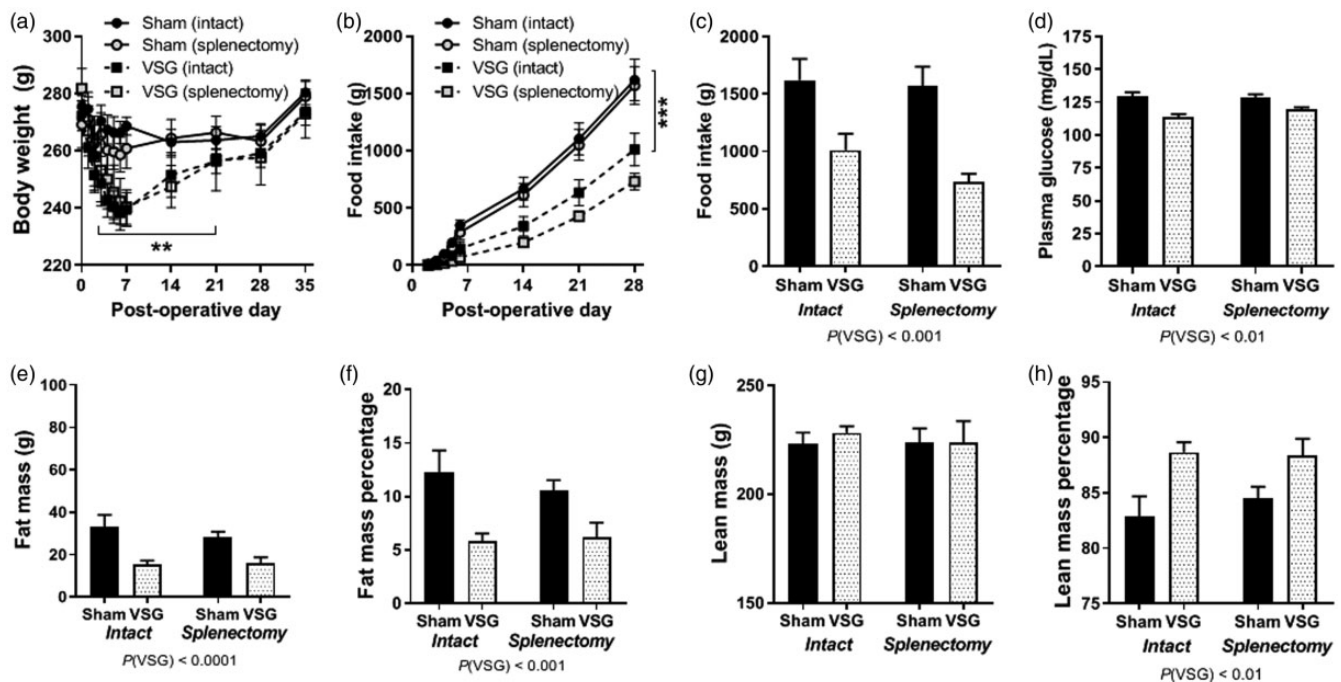 (a)
Sham (intact)
Sham (splenectomy)
VSG (intact)
VSG (splenectomy)
Body weight (g)
300
280
260
240
220
**
0 7 14 21 28 35
Post-operative day
(b)
Sham (intact)
Sham (splenectomy)
VSG (intact)
VSG (splenectomy)
Food intake (g)
2000
1500
1000
500
0
***
0 7 14 21 28
Post-operative day
(c)
Food intake (g)
2000
1500
1000
500
0
Sham VSG Sham VSG
Intact Splenectomy
P(VSG) < 0.001
(d)
Plasma glucose (mg/dL)
175
150
125
100
75
50
25
0
Sham VSG Sham VSG
Intact Splenectomy
P(VSG) < 0.01
(e)
Fat mass (g)
100
80
60
40
20
0
Sham VSG Sham VSG
Intact Splenectomy
P(VSG) < 0.0001
(f)
Fat mass percentage
20
15
10
5
0
Sham VSG Sham VSG
Intact Splenectomy
P(VSG) < 0.001
(g)
Lean mass (g)
250
200
150
Sham VSG Sham VSG
Intact Splenectomy
(h)
Lean mass percentage
95
90
85
80
75
Sham VSG Sham VSG
Intact Splenectomy
P(VSG) < 0.01